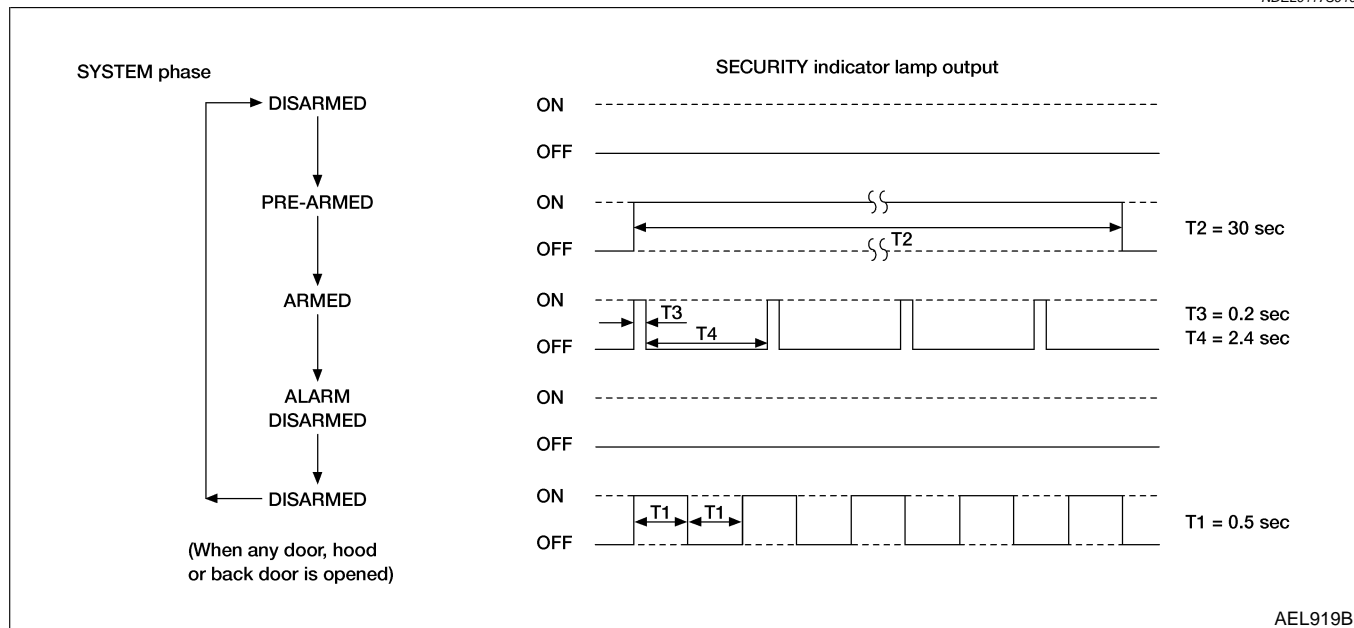 SYSTEM phase
SECURITY indicator lamp output
DISARMED
ON
OFF
PRE-ARMED
ON
OFF
T2
T2 = 30 sec
ARMED
ON
OFF
T3
T4
T3 = 0.2 sec
T4 = 2.4 sec
ALARM
DISARMED
ON
OFF
DISARMED
ON
OFF
T1
T1
T1 = 0.5 sec
(When any door, hood
or back door is opened)
AEL919B